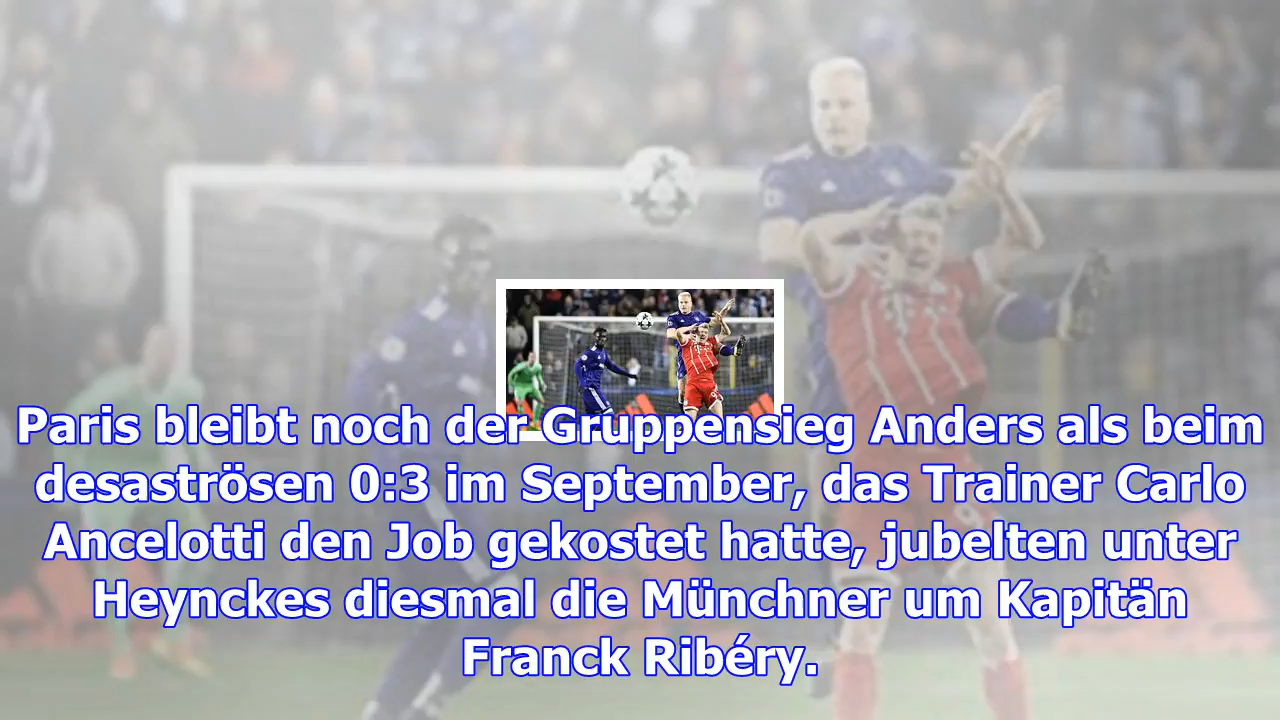 Paris bleibt noch der Gruppensieg Anders als beim
desaströsen 0:3 im September, das Trainer Carlo
Ancelotti den Job gekostet hatte, jubelten unter
Heynckes diesmal die Münchner um Kapitän
Franck Ribéry.